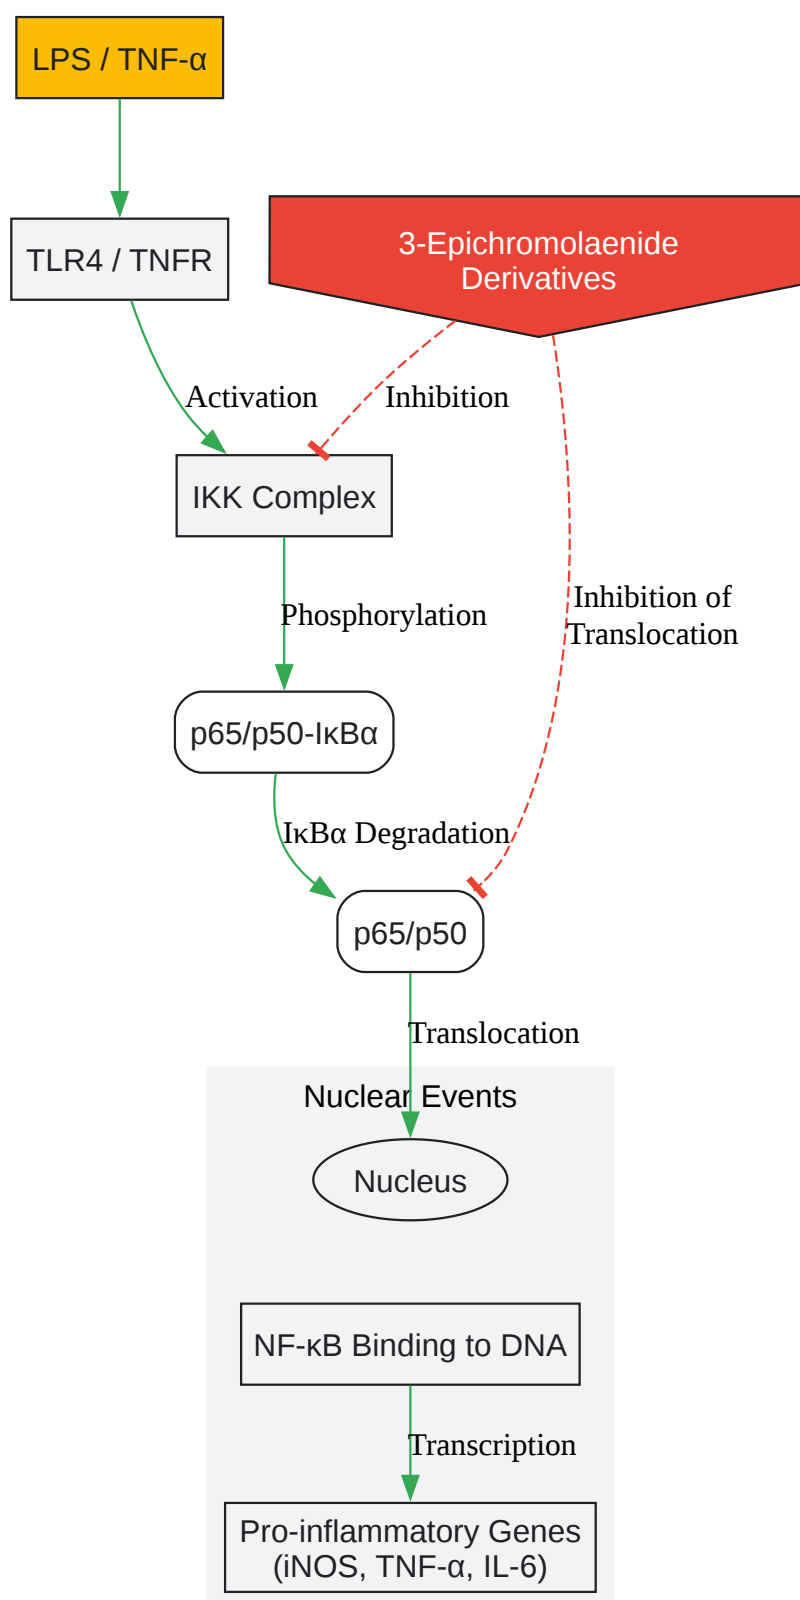 LPS / TNF-α
3-Epichromolaenide
Derivatives
TLR4 / TNFR
Activation
Inhibition
IKK Complex
Inhibition of
Translocation
Phosphorylation
p65/p50-IκBα
IκBα Degradation
p65/p50
Translocation
Nuclear Events
Nucleus
NF-κB Binding to DNA
Transcription
Pro-inflammatory Genes
(iNOS, TNF-α, IL-6)